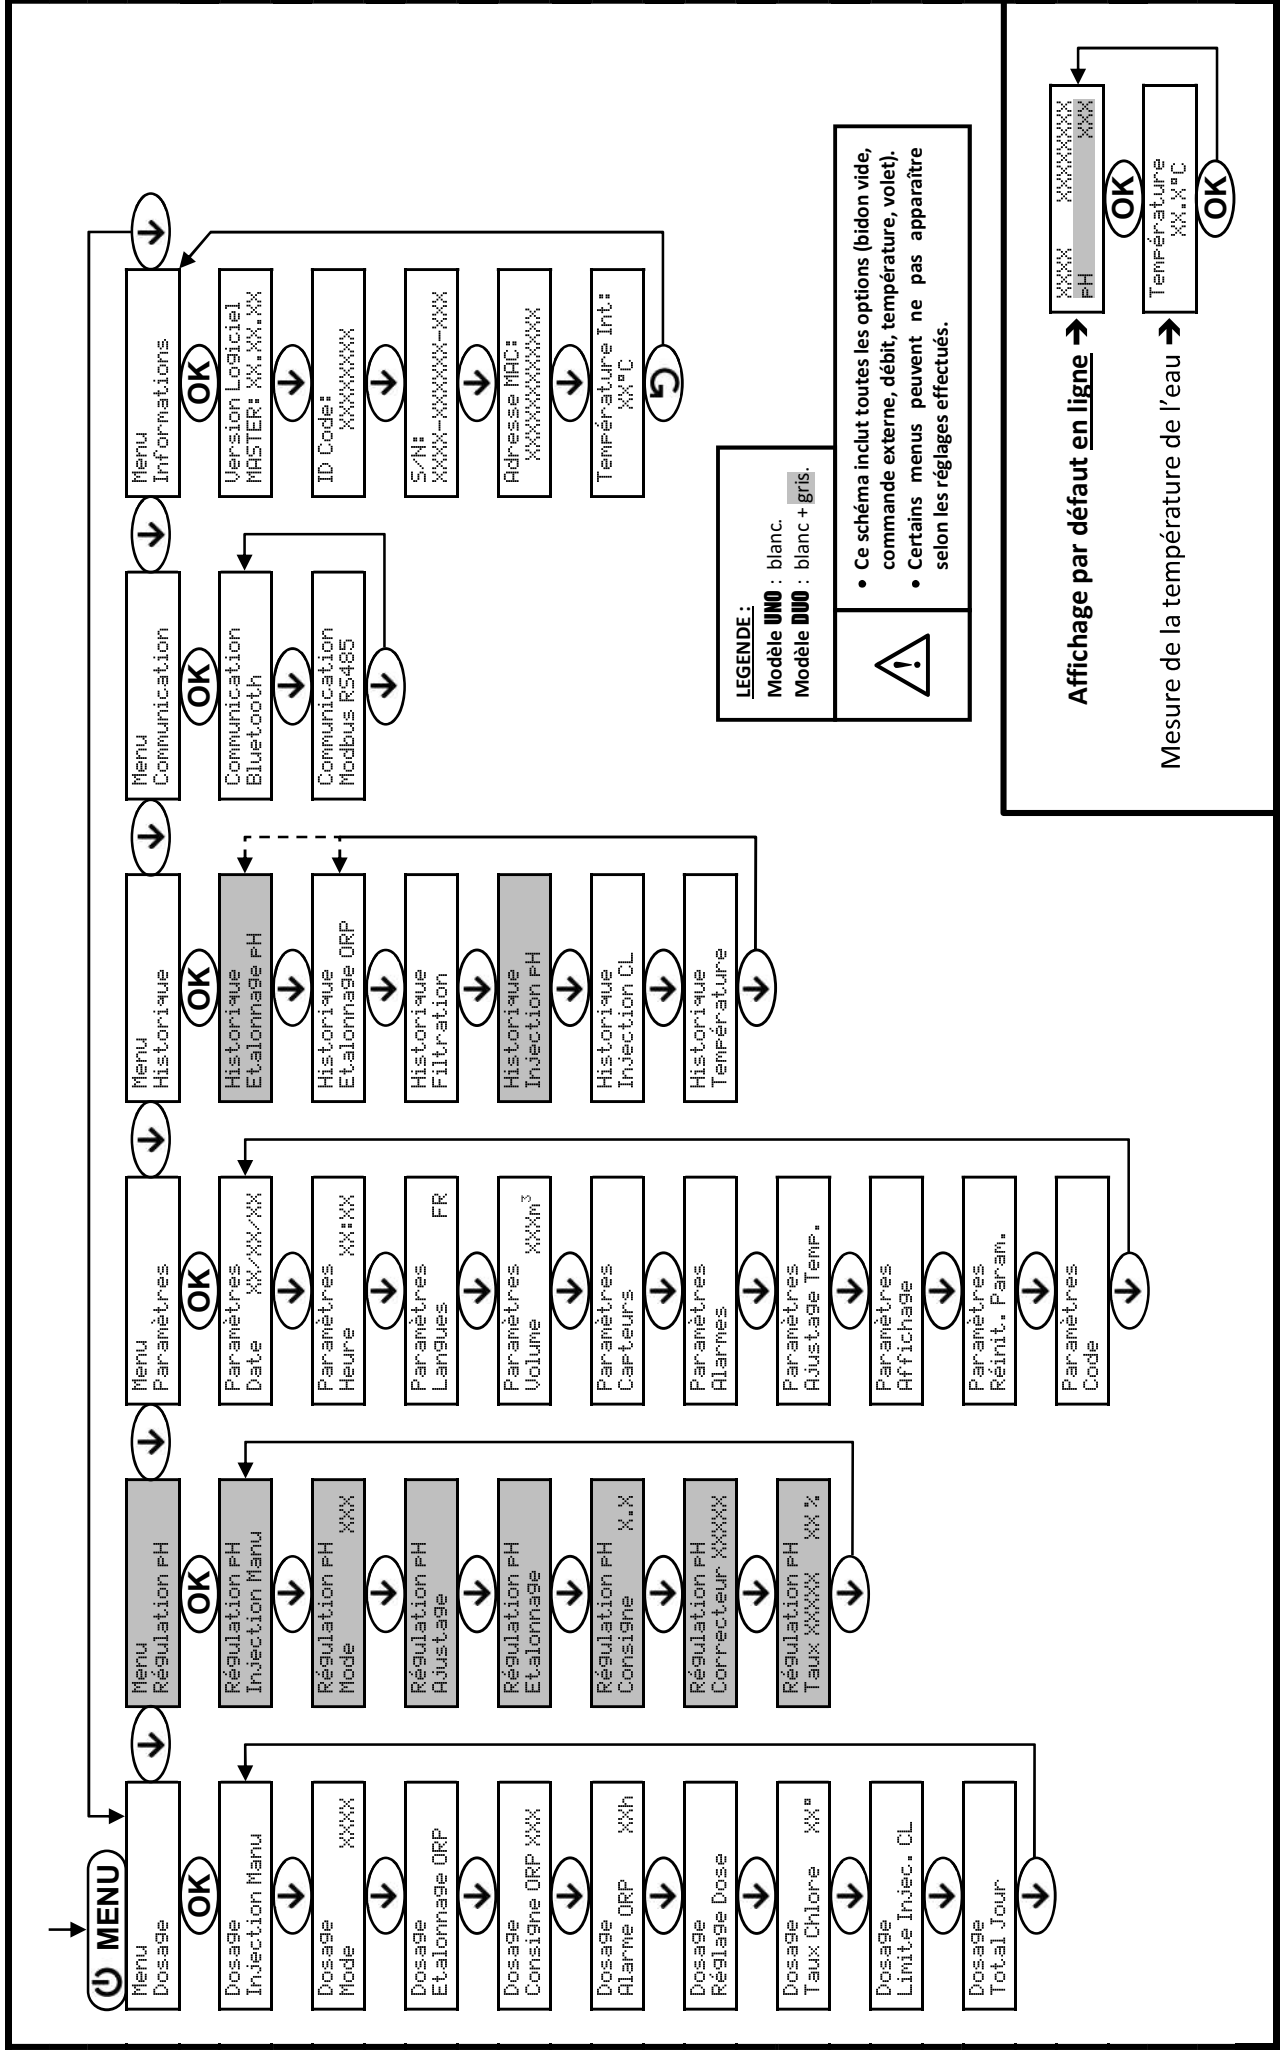 MENU
Menu
Dosage
OK
Dosage
Injection Manu
Dosage
Mode XXXX
Dosage
Etalonnage ORP
Dosage
Consigne ORP XXX
Dosage
Alarme ORP XXh
Dosage
Réglage Dose
Dosage
Taux Chlore XX°
Dosage
Limite Injec. CL
Dosage
Total Jour
Menu
Régulation pH
OK
Régulation pH
Injection Manu
Régulation pH
Mode XXX
Régulation pH
Ajustage
Régulation pH
Etalonnage
Régulation pH
Consigne X.X
Régulation pH
Correcteur XXXXX
Régulation pH
Taux XXXXX XX %
Menu
Paramètres
OK
Paramètres
Date XX/XX/XX
Paramètres
Heure XX:XX
Paramètres
Langues FR
Paramètres
Volume XXXm³
Paramètres
Capteurs
Paramètres
Alarmes
Paramètres
Ajustage Temp.
Paramètres
Affichage
Paramètres
Réinit. Param.
Paramètres
Code
Menu
Historique
OK
Historique
Etalonnage pH
Historique
Etalonnage ORP
Historique
Filtration
Historique
Injection pH
Historique
Injection CL
Historique
Température
Menu
Communication
OK
Communication
Bluetooth
Communication
Modbus RS485
Menu
Informations
OK
Version Logiciel
MASTER: XX.XX.XX
ID Code:
XXXXXXXX
S/N:
XXXX-XXXXXX-XXX
Adresse MAC:
XXXXXXXXXXXX
Température Int:
XX°C
LEGENDE :
Modèle UNO : blanc.
Modèle DUO : blanc + gris.
• Ce schéma inclut toutes les options (bidon vide,
commande externe, débit, température, volet).
• Certains menus peuvent ne pas apparaître
selon les réglages effectués.
Affichage par défaut en ligne →
XXXX XXXXXXXX
pH XXX
OK
Mesure de la température de l'eau →
Température
XX.X°C
OK